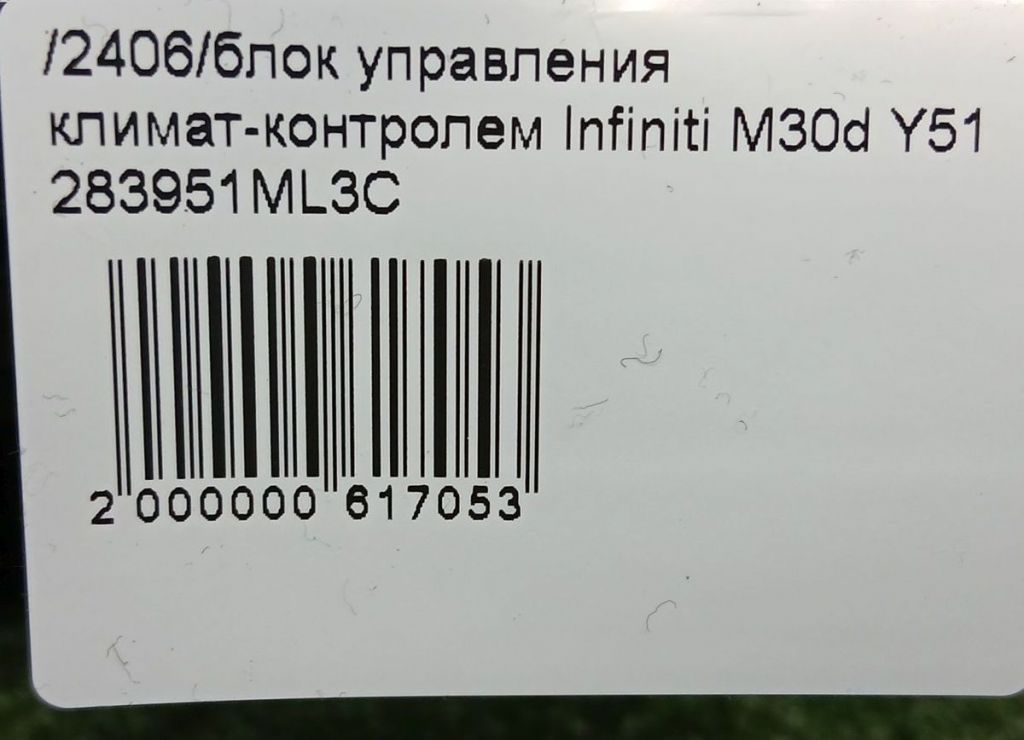 /2406/блок управления
климат-контролем Infiniti M30d Y51
283951ML3C
2 000000 617053